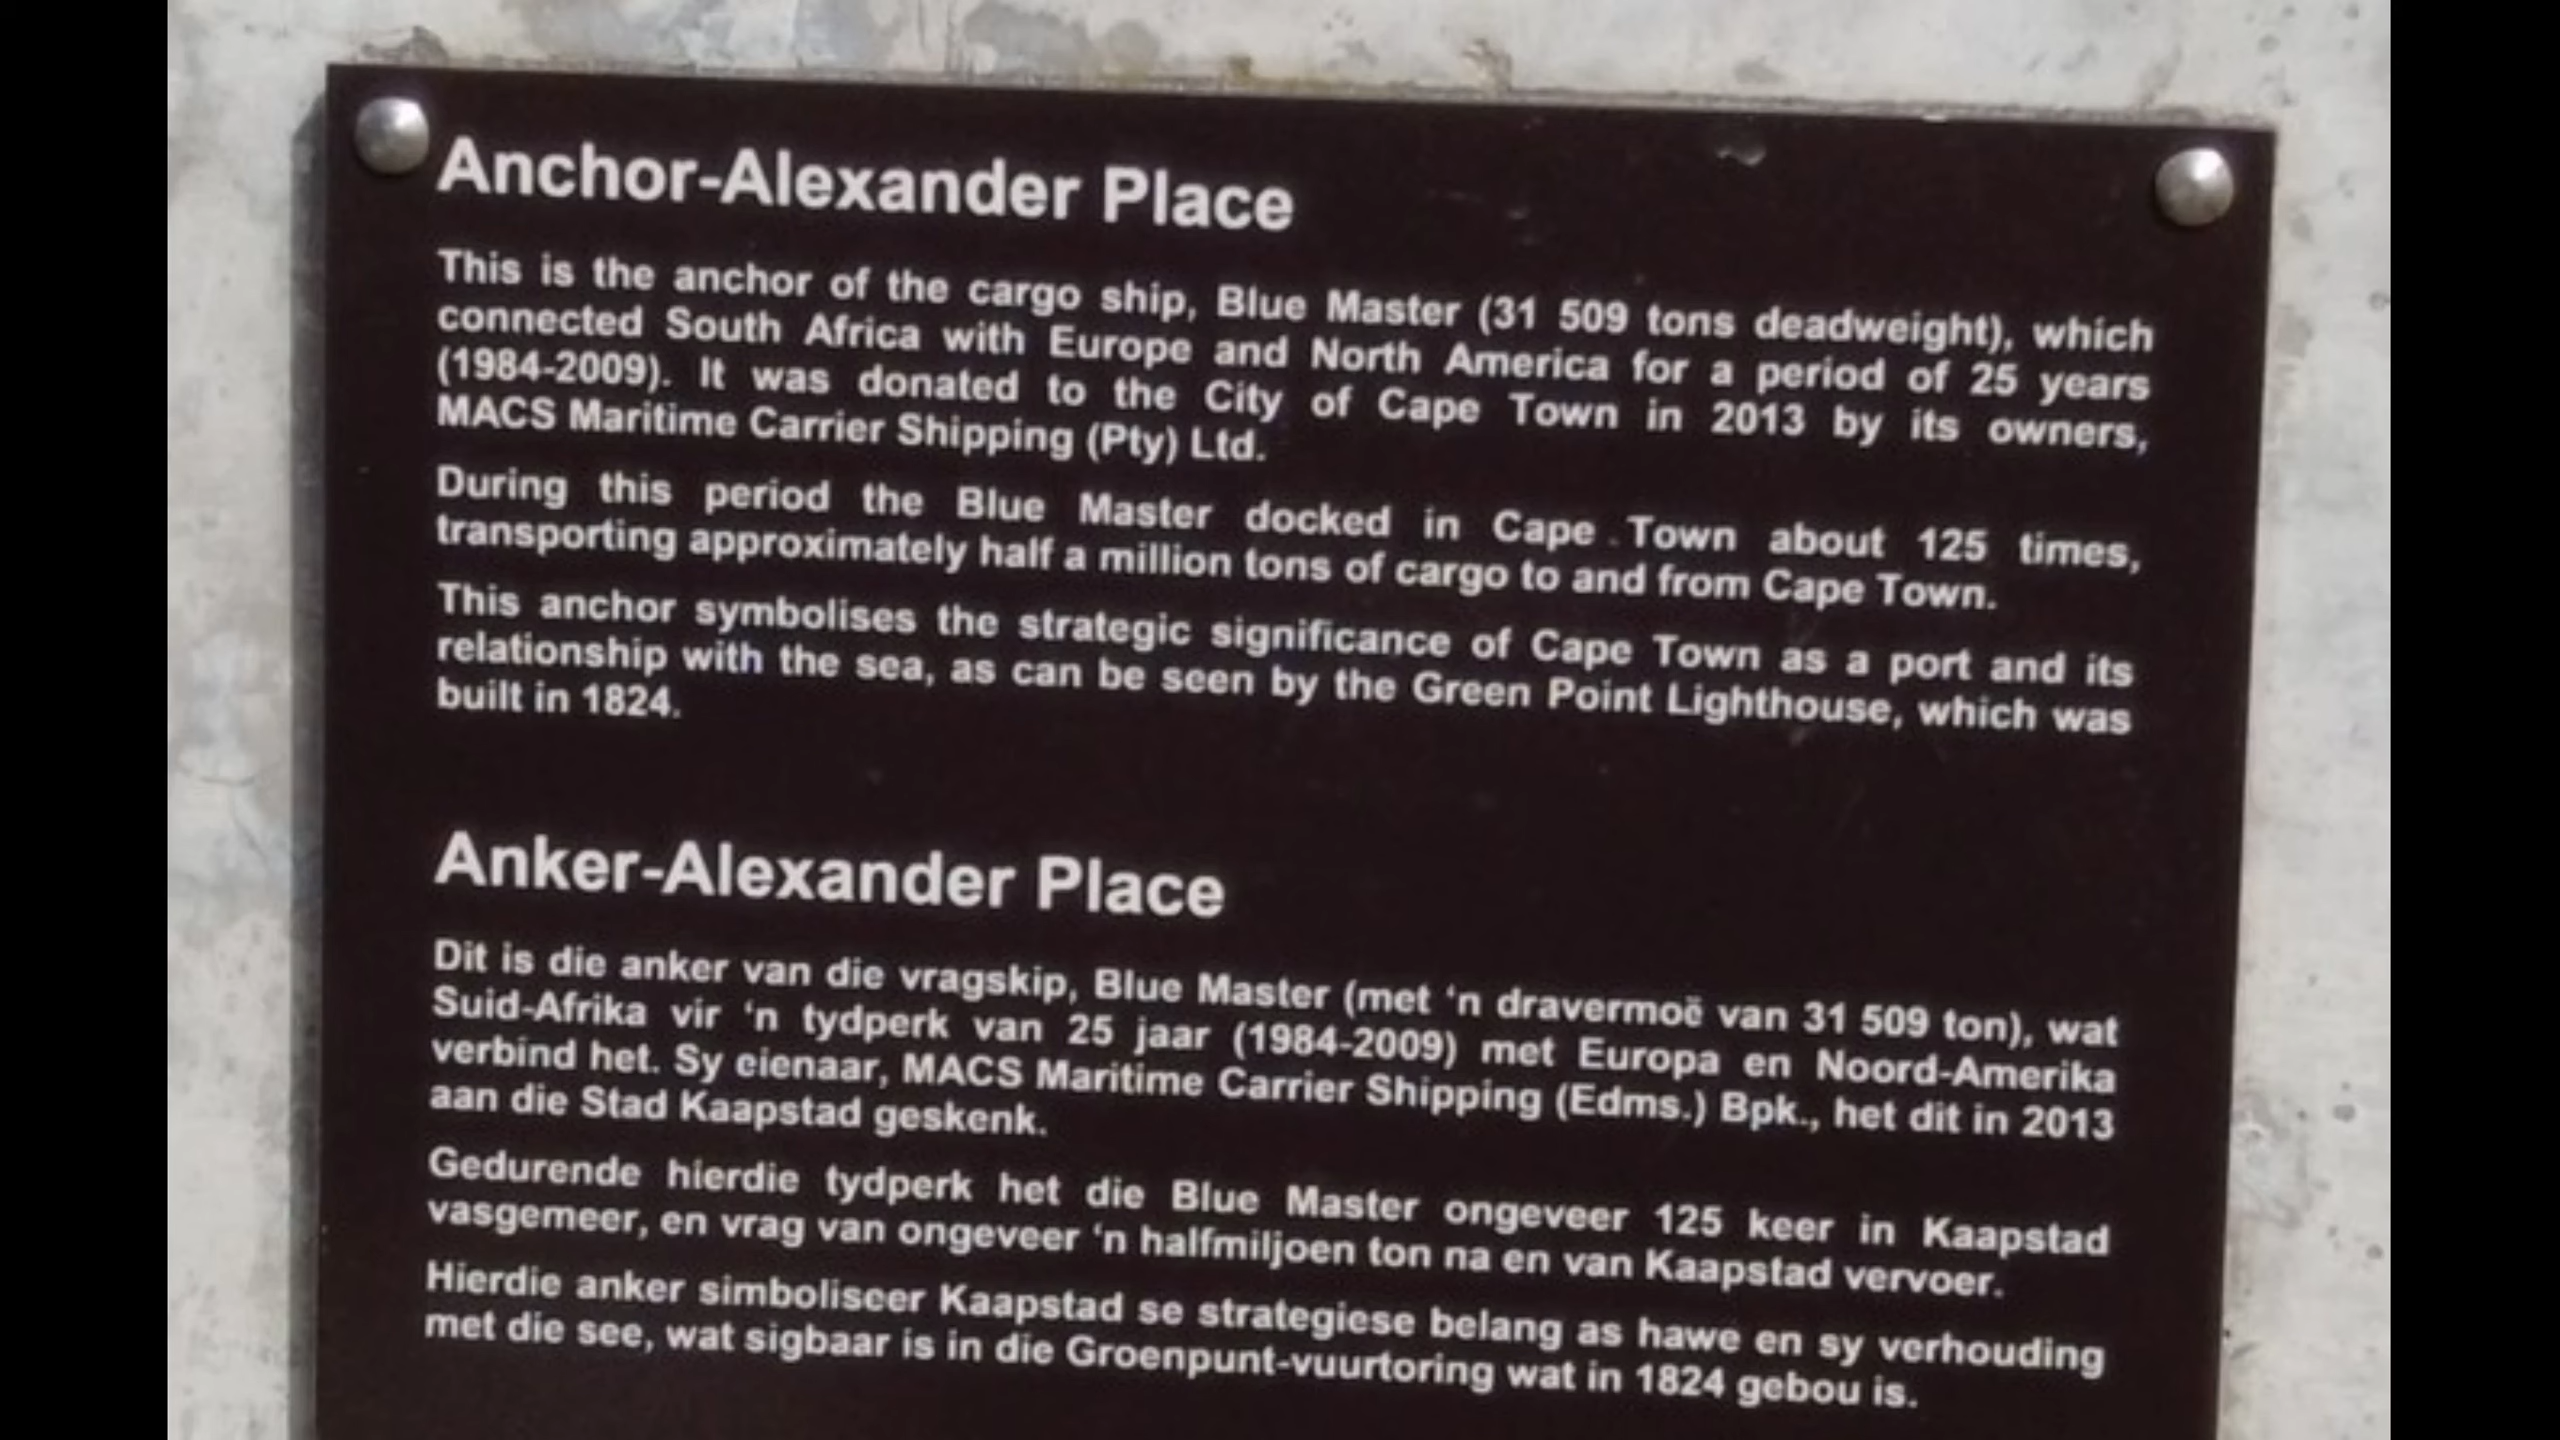 Anchor-Alexander Place
This is the anchor of the cargo ship, Blue Master (31 509 tons deadweight), which
connected South Africa with Europe and North America for a period of 25 years
(1984-2009). It was donated to the City of Cape Town in 2013 by its owners,
MACS Maritime Carrier Shipping (Pty) Ltd.
During this period the Blue Master docked in Cape Town about 125 times,
transporting approximately half a million tons of cargo to and from Cape Town.
This anchor symbolises the strategic significance of Cape Town as a port and its
relationship with the sea, as can be seen by the Green Point Lighthouse, which was
built in 1824.
Anker-Alexander Place
Dit is die anker van die vragskip, Blue Master (met ‘n dravermoë van 31 509 ton), wat
Suid-Afrika vir ‘n tydperk van 25 jaar (1984-2009) met Europa en Noord-Amerika
verbind het. Sy eienaar, MACS Maritime Carrier Shipping (Edms.) Bpk., het dit in 2013
aan die Stad Kaapstad geskenk.
Gedurende hierdie tydperk het die Blue Master ongeveer 125 keer in Kaapstad
vasgemeer, en vrag van ongeveer ‘n halfmiljoen ton na en van Kaapstad vervoer.
Hierdie anker simboliseer Kaapstad se strategiese belang as hawe en sy verhouding
met die see, wat sigbaar is in die Groenpunt-vuurtoring wat in 1824 gebou is.